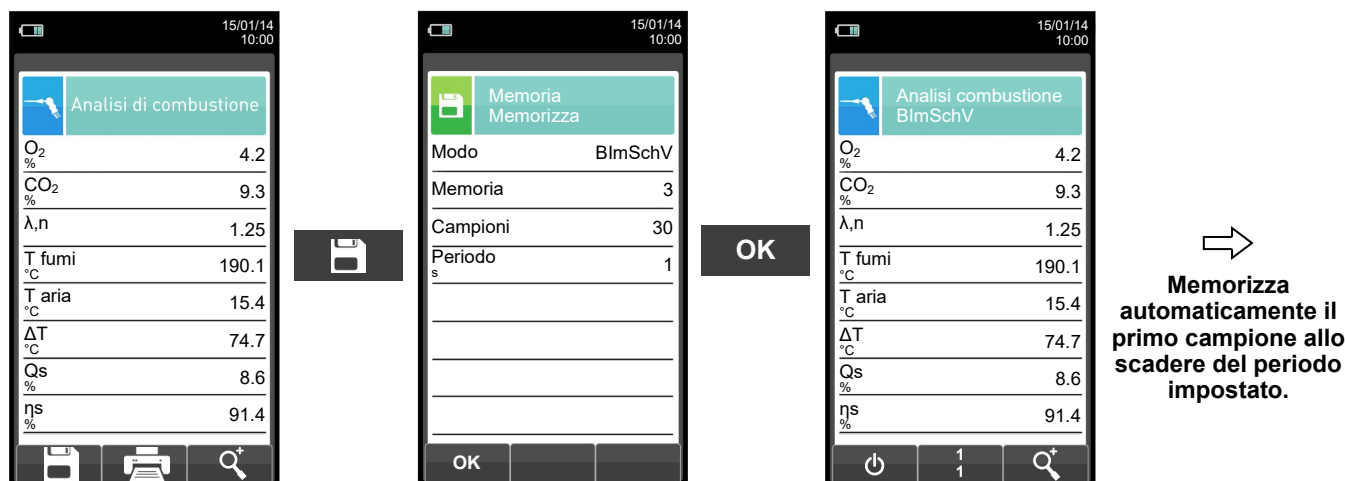 15/01/14
10:00
Analisi di combustione
O2
%
4.2
CO2
%
9.3
λ,n
1.25
T fumi
°C
190.1
T aria
°C
15.4
ΔT
°C
74.7
Qs
%
8.6
ηs
%
91.4
15/01/14
10:00
Memoria
Memorizza
Modo BImSchV
Memoria 3
Campioni 30
Periodo
s
1
OK
OK
15/01/14
10:00
Analisi combustione
BImSchV
O2
%
4.2
CO2
%
9.3
λ,n
1.25
T fumi
°C
190.1
T aria
°C
15.4
ΔT
°C
74.7
Qs
%
8.6
ηs
%
91.4
1
1
Memorizza
automaticamente il
primo campione allo
scadere del periodo
impostato.